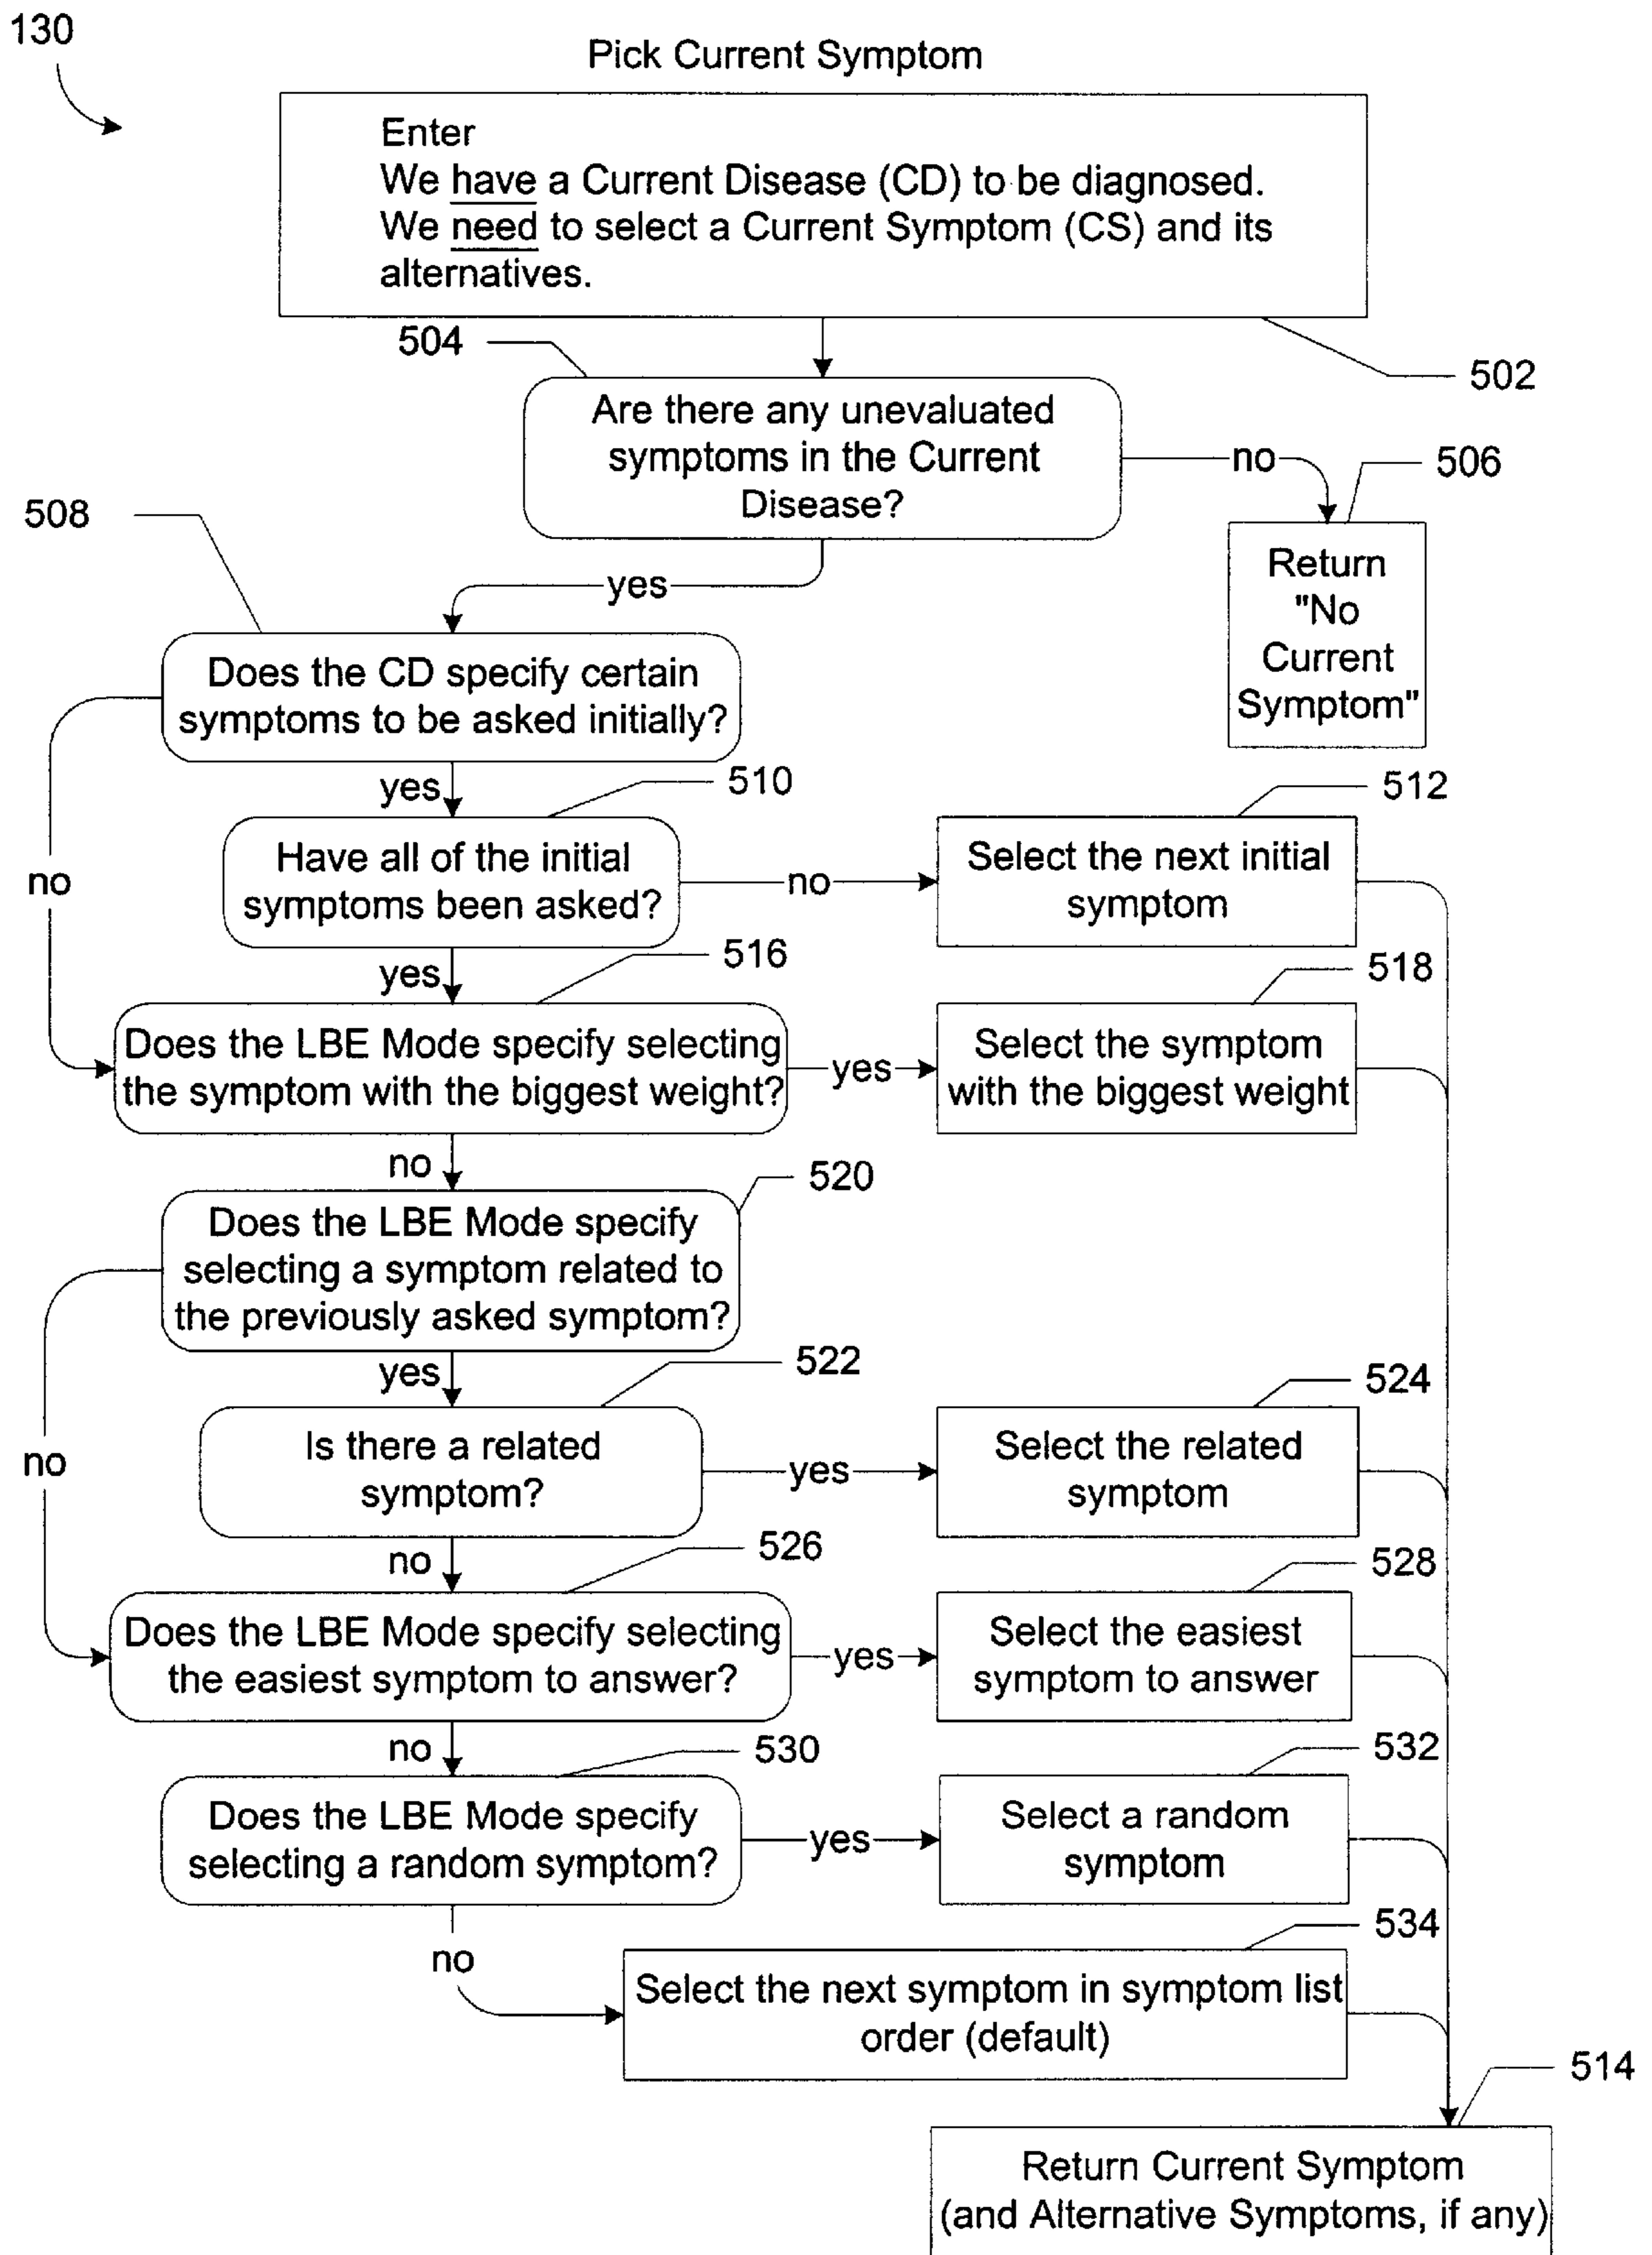 130
Pick Current Symptom
Enter
We have a Current Disease (CD) to be diagnosed.
We need to select a Current Symptom (CS) and its
alternatives.
504
502
Are there any unevaluated
symptoms in the Current
Disease?
no
506
508
Return
"No
Current
Symptom"
yes
Does the CD specify certain
symptoms to be asked initially?
yes
510
512
no
Have all of the initial
symptoms been asked?
no
Select the next initial
symptom
yes
516
518
Does the LBE Mode specify selecting
the symptom with the biggest weight?
yes
Select the symptom
with the biggest weight
no
520
Does the LBE Mode specify
selecting a symptom related to
the previously asked symptom?
yes
522
524
no
Is there a related
symptom?
yes
Select the related
symptom
no
526
528
Does the LBE Mode specify selecting
the easiest symptom to answer?
yes
Select the easiest
symptom to answer
no
530
532
Does the LBE Mode specify
selecting a random symptom?
yes
Select a random
symptom
no
534
Select the next symptom in symptom list
order (default)
514
Return Current Symptom
(and Alternative Symptoms, if any)